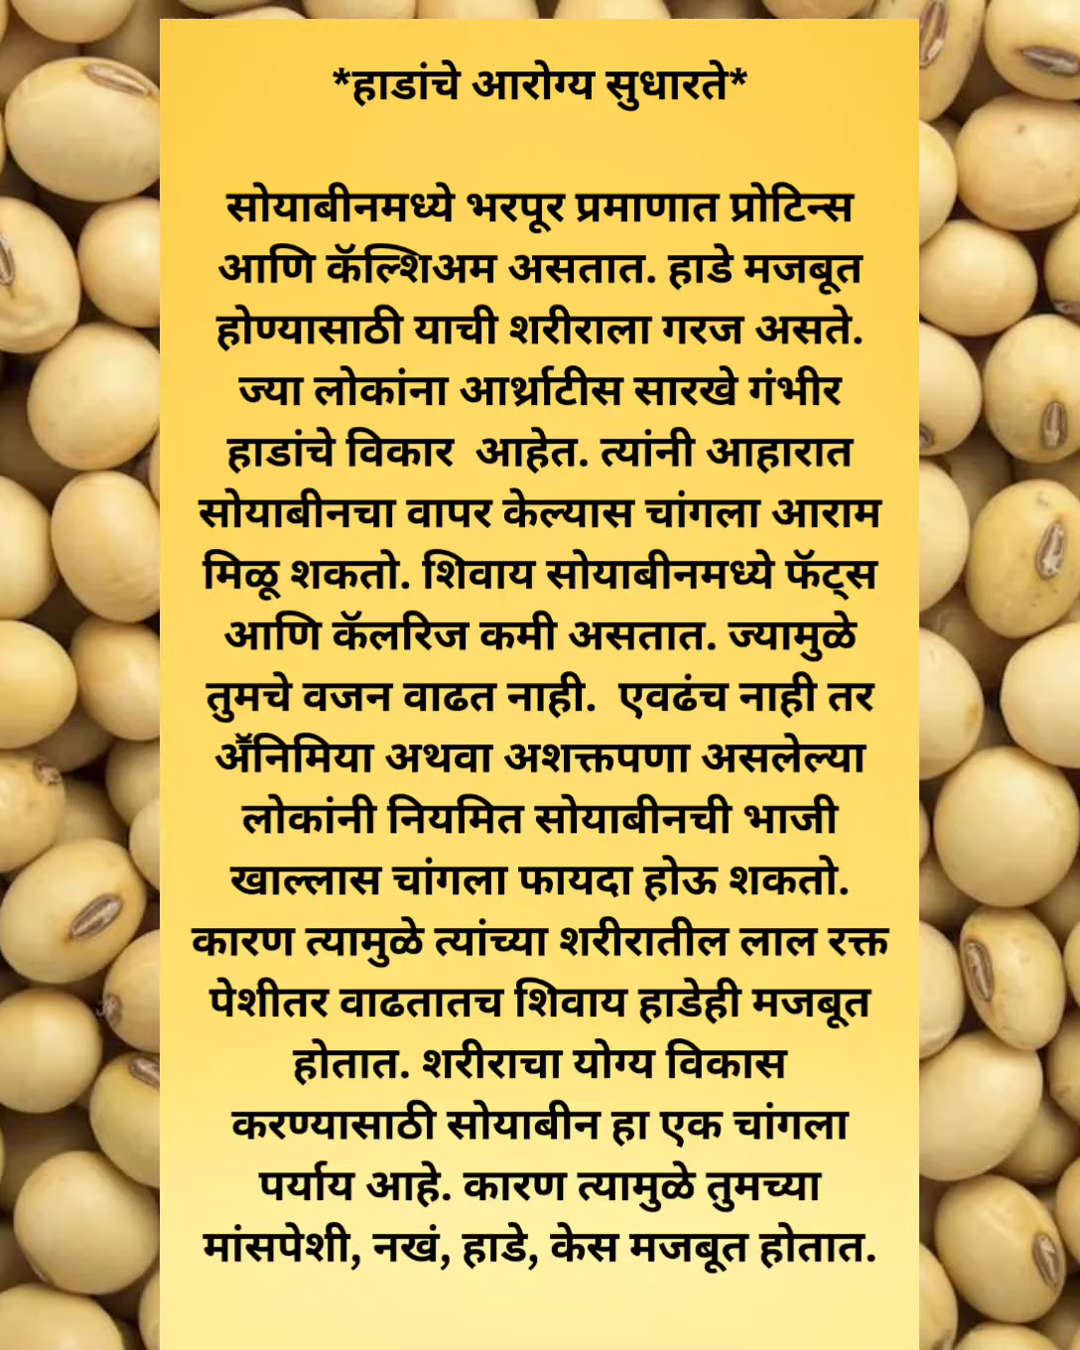 *हाडांचे आरोग्य सुधारते*
सोयाबीनमध्ये भरपूर प्रमाणात प्रोटिन्स
आणि कॅल्शिअम असतात. हाडे मजबूत
होण्यासाठी याची शरीराला गरज असते.
ज्या लोकांना आर्थ्राटीस सारखे गंभीर
हाडांचे विकार  आहेत. त्यांनी आहारात
सोयाबीनचा वापर केल्यास चांगला आराम
मिळू शकतो. शिवाय सोयाबीनमध्ये फॅट्स
आणि कॅलरिज कमी असतात. ज्यामुळे
तुमचे वजन वाढत नाही.  एवढंच नाही तर
ॲनिमिया अथवा अशक्तपणा असलेल्या
लोकांनी नियमित सोयाबीनची भाजी
खाल्लास चांगला फायदा होऊ शकतो.
कारण त्यामुळे त्यांच्या शरीरातील लाल रक्त
पेशीतर वाढतातच शिवाय हाडेही मजबूत
होतात. शरीराचा योग्य विकास
करण्यासाठी सोयाबीन हा एक चांगला
पर्याय आहे. कारण त्यामुळे तुमच्या
मांसपेशी, नखं, हाडे, केस मजबूत होतात.